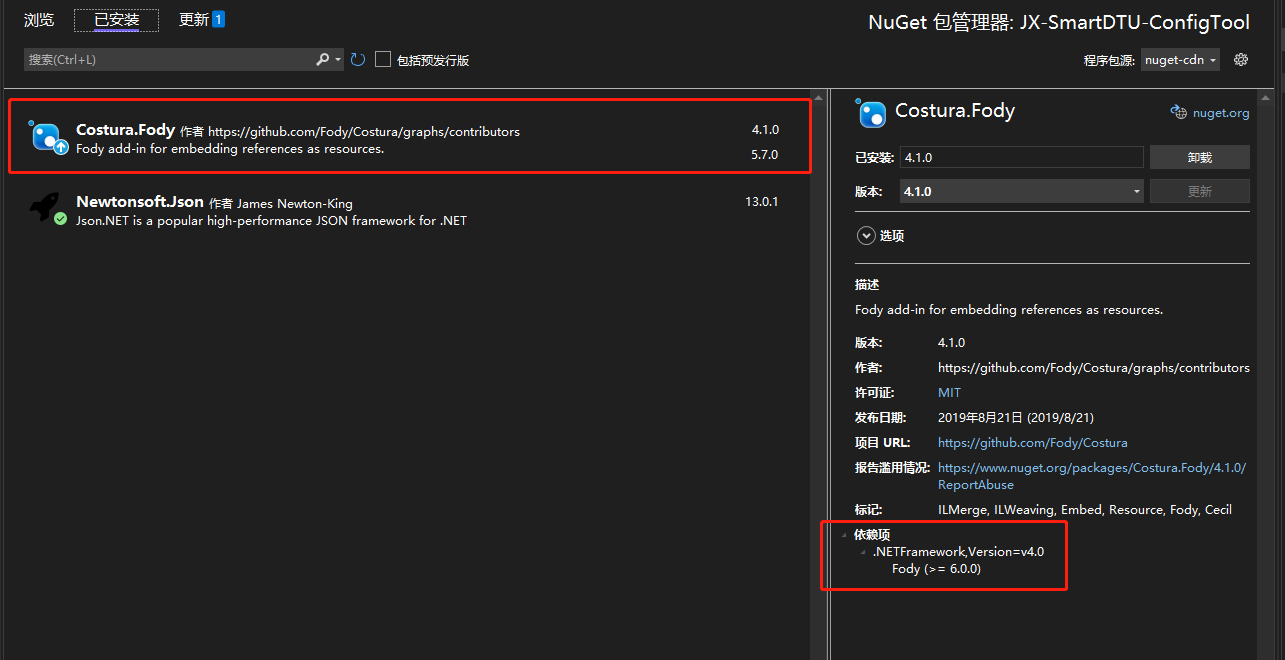 浏览 已安装 更新 1
NuGet 包管理器: JX-SmartDTU-ConfigTool
搜索(Ctrl+L) 包括预发行版
程序包源: nuget-cdn
Costura.Fody 作者 https://github.com/Fody/Costura/graphs/contributors 4.1.0
Fody add-in for embedding references as resources.
5.7.0
Newtonsoft.Json 作者 James Newton-King 13.0.1
Json.NET is a popular high-performance JSON framework for .NET
Costura.Fody nuget.org
已安装: 4.1.0 卸载
版本: 4.1.0 更新
选项
描述
Fody add-in for embedding references as resources.
版本: 4.1.0
作者: https://github.com/Fody/Costura/graphs/contributors
许可证: MIT
发布日期: 2019年8月21日 (2019/8/21)
项目 URL: https://github.com/Fody/Costura
报告滥用情况: https://www.nuget.org/packages/Costura.Fody/4.1.0/
ReportAbuse
标记: ILMerge, ILWeaving, Embed, Resource, Fody, Cecil
依赖项
.NETFramework,Version=v4.0
Fody (>= 6.0.0)